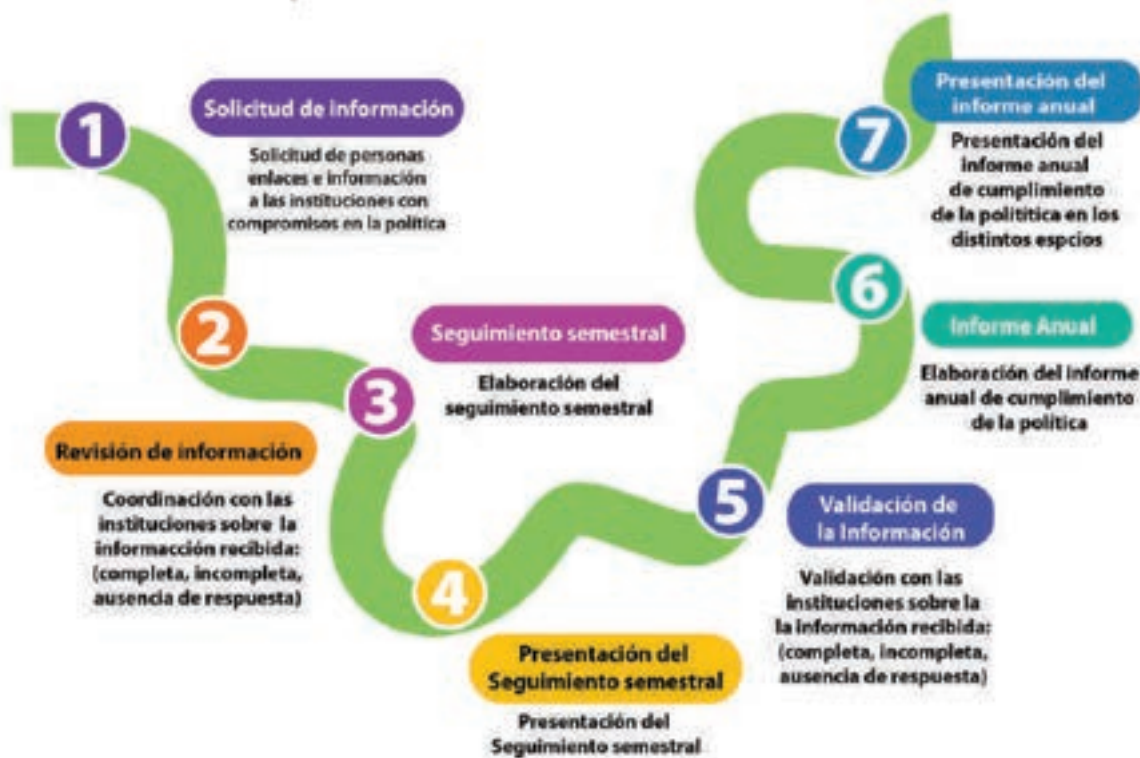 1
Solicitud de información
Solicitud de personas
enlaces e información
a las instituciones con
compromisos en la política
2
Revisión de información
Coordinación con las
instituciones sobre la
informacción recibida:
(completa, incompleta,
ausencia de respuesta)
3
Seguimiento semestral
Elaboración del
seguimiento semestral
4
Presentación del
Seguimiento semestral
Presentación del
Seguimiento semestral
5
Validación de
la Información
Validación con las
instituciones sobre la
la información recibida:
(completa, incompleta,
ausencia de respuesta)
6
Informe Anual
Elaboración del informe
anual de cumplimiento
de la política
7
Presentación del
informe anual
Presentación del
informe anual
de cumplimiento
de la polititica en los
distintos espcios